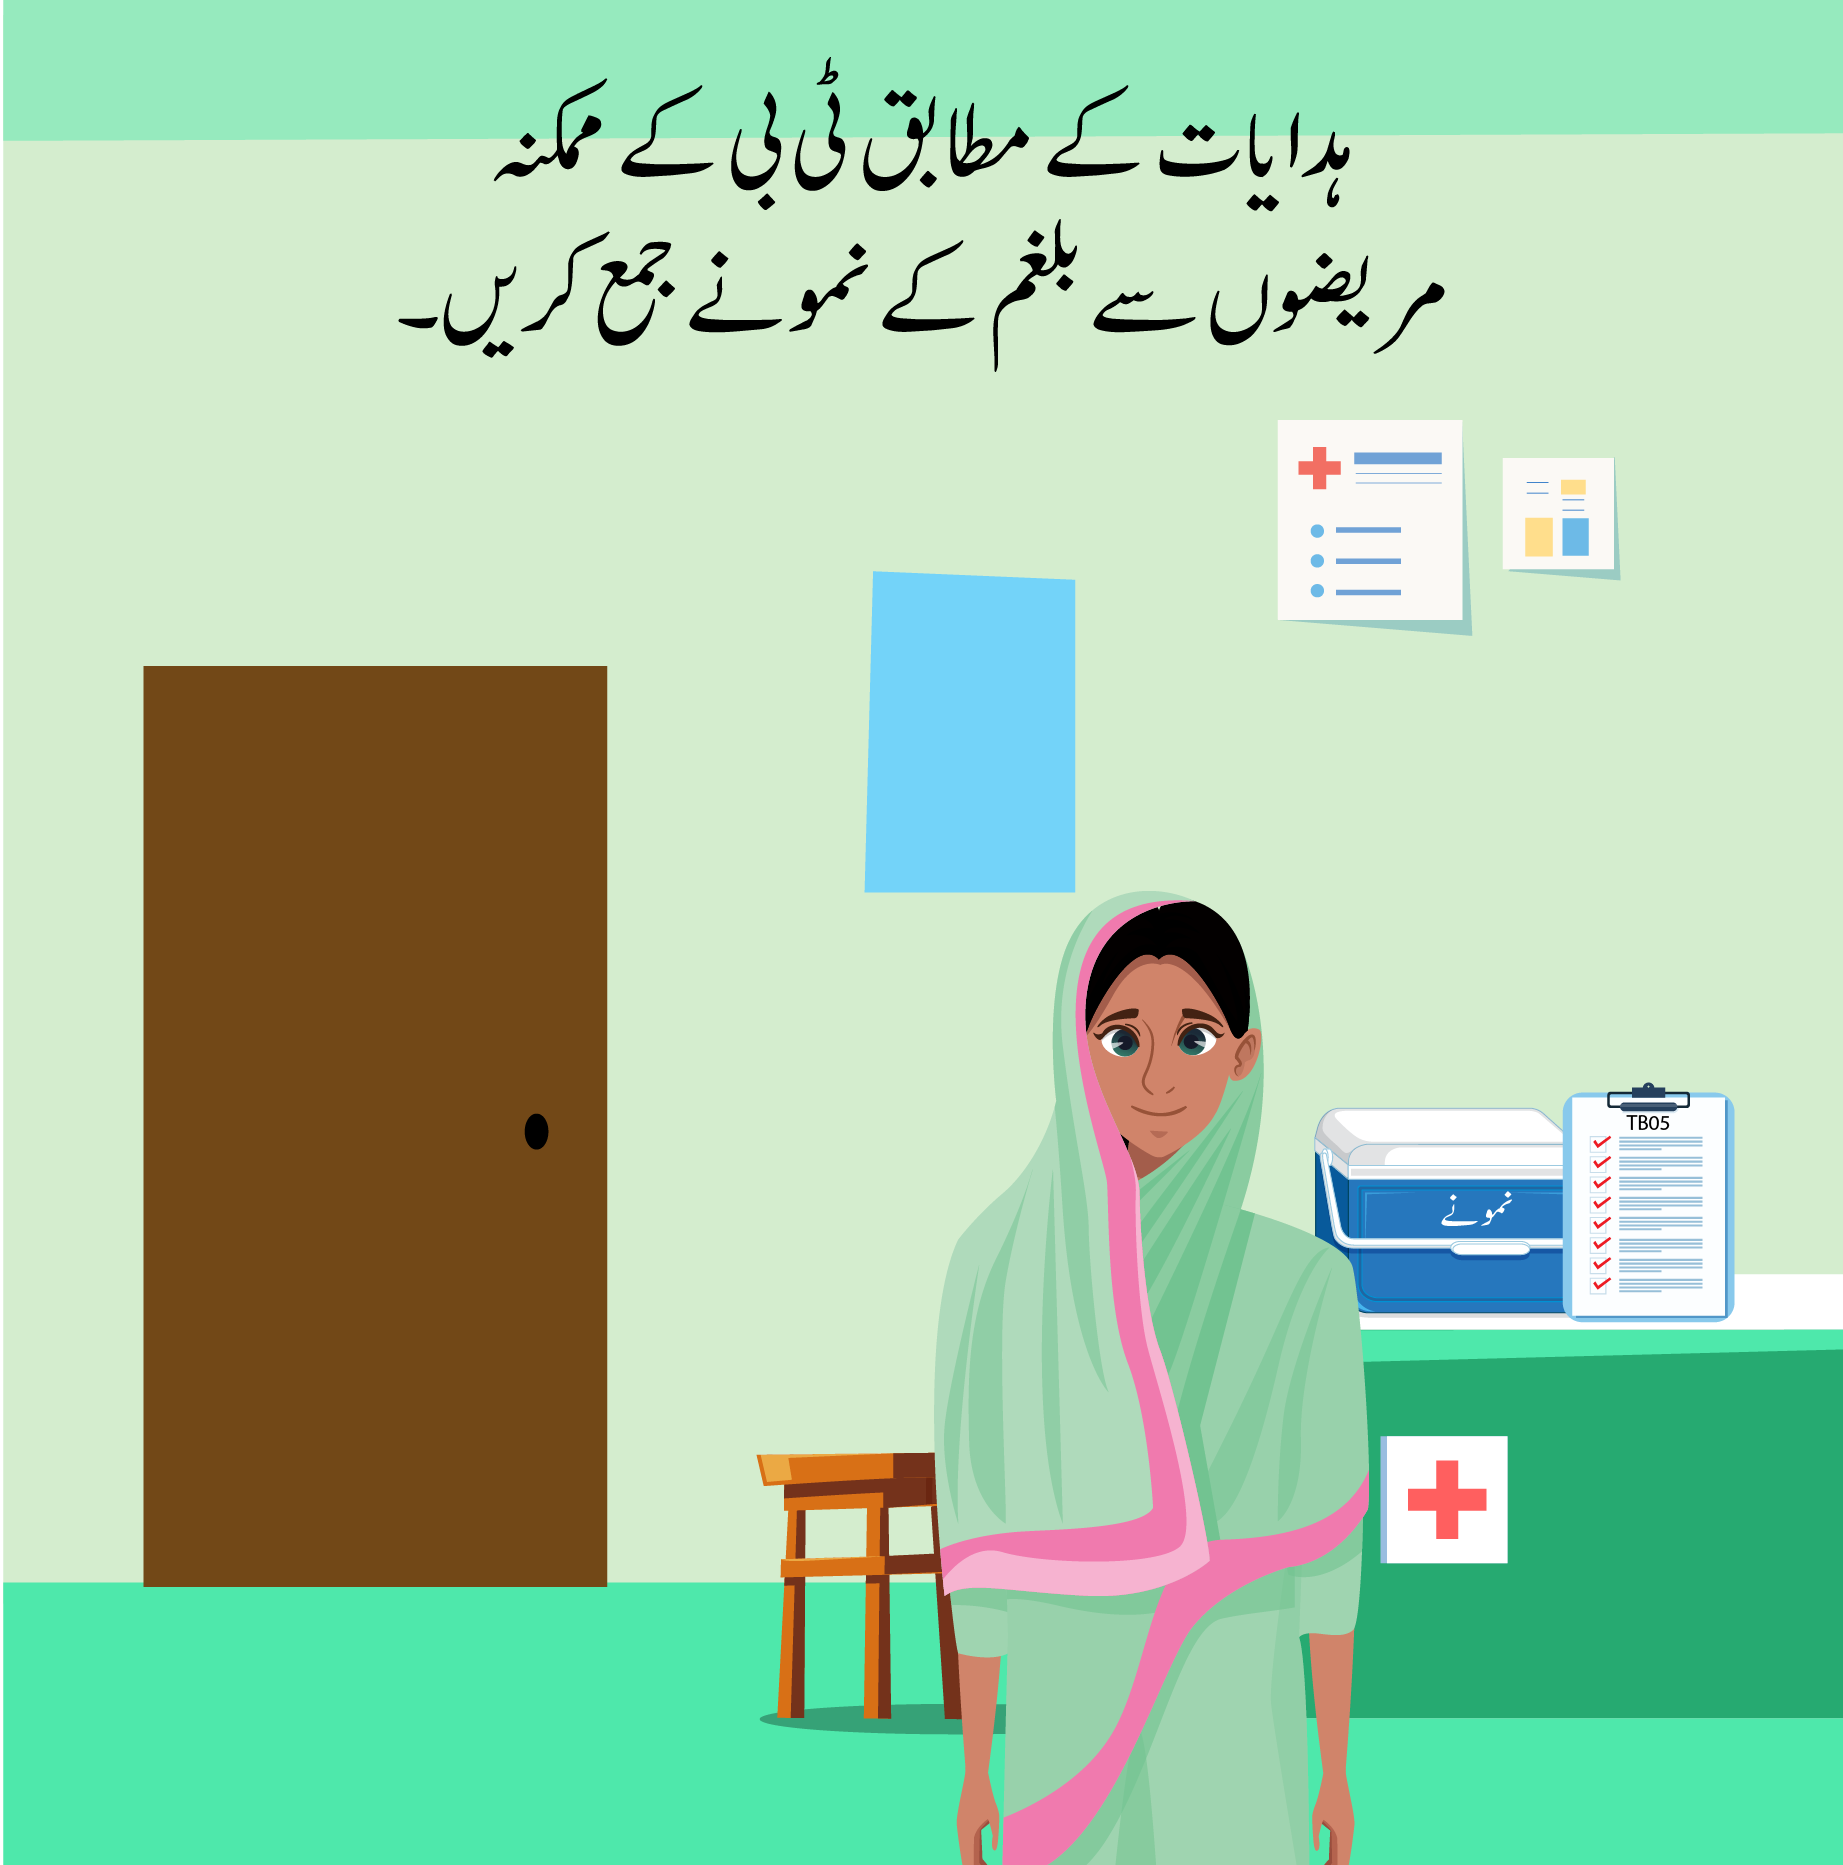 ہدایات کے مطابق ٹی بی کے ممکنہ
مریضوں سے بلغم کے نمونے جمع کریں۔
TB05
نمونے